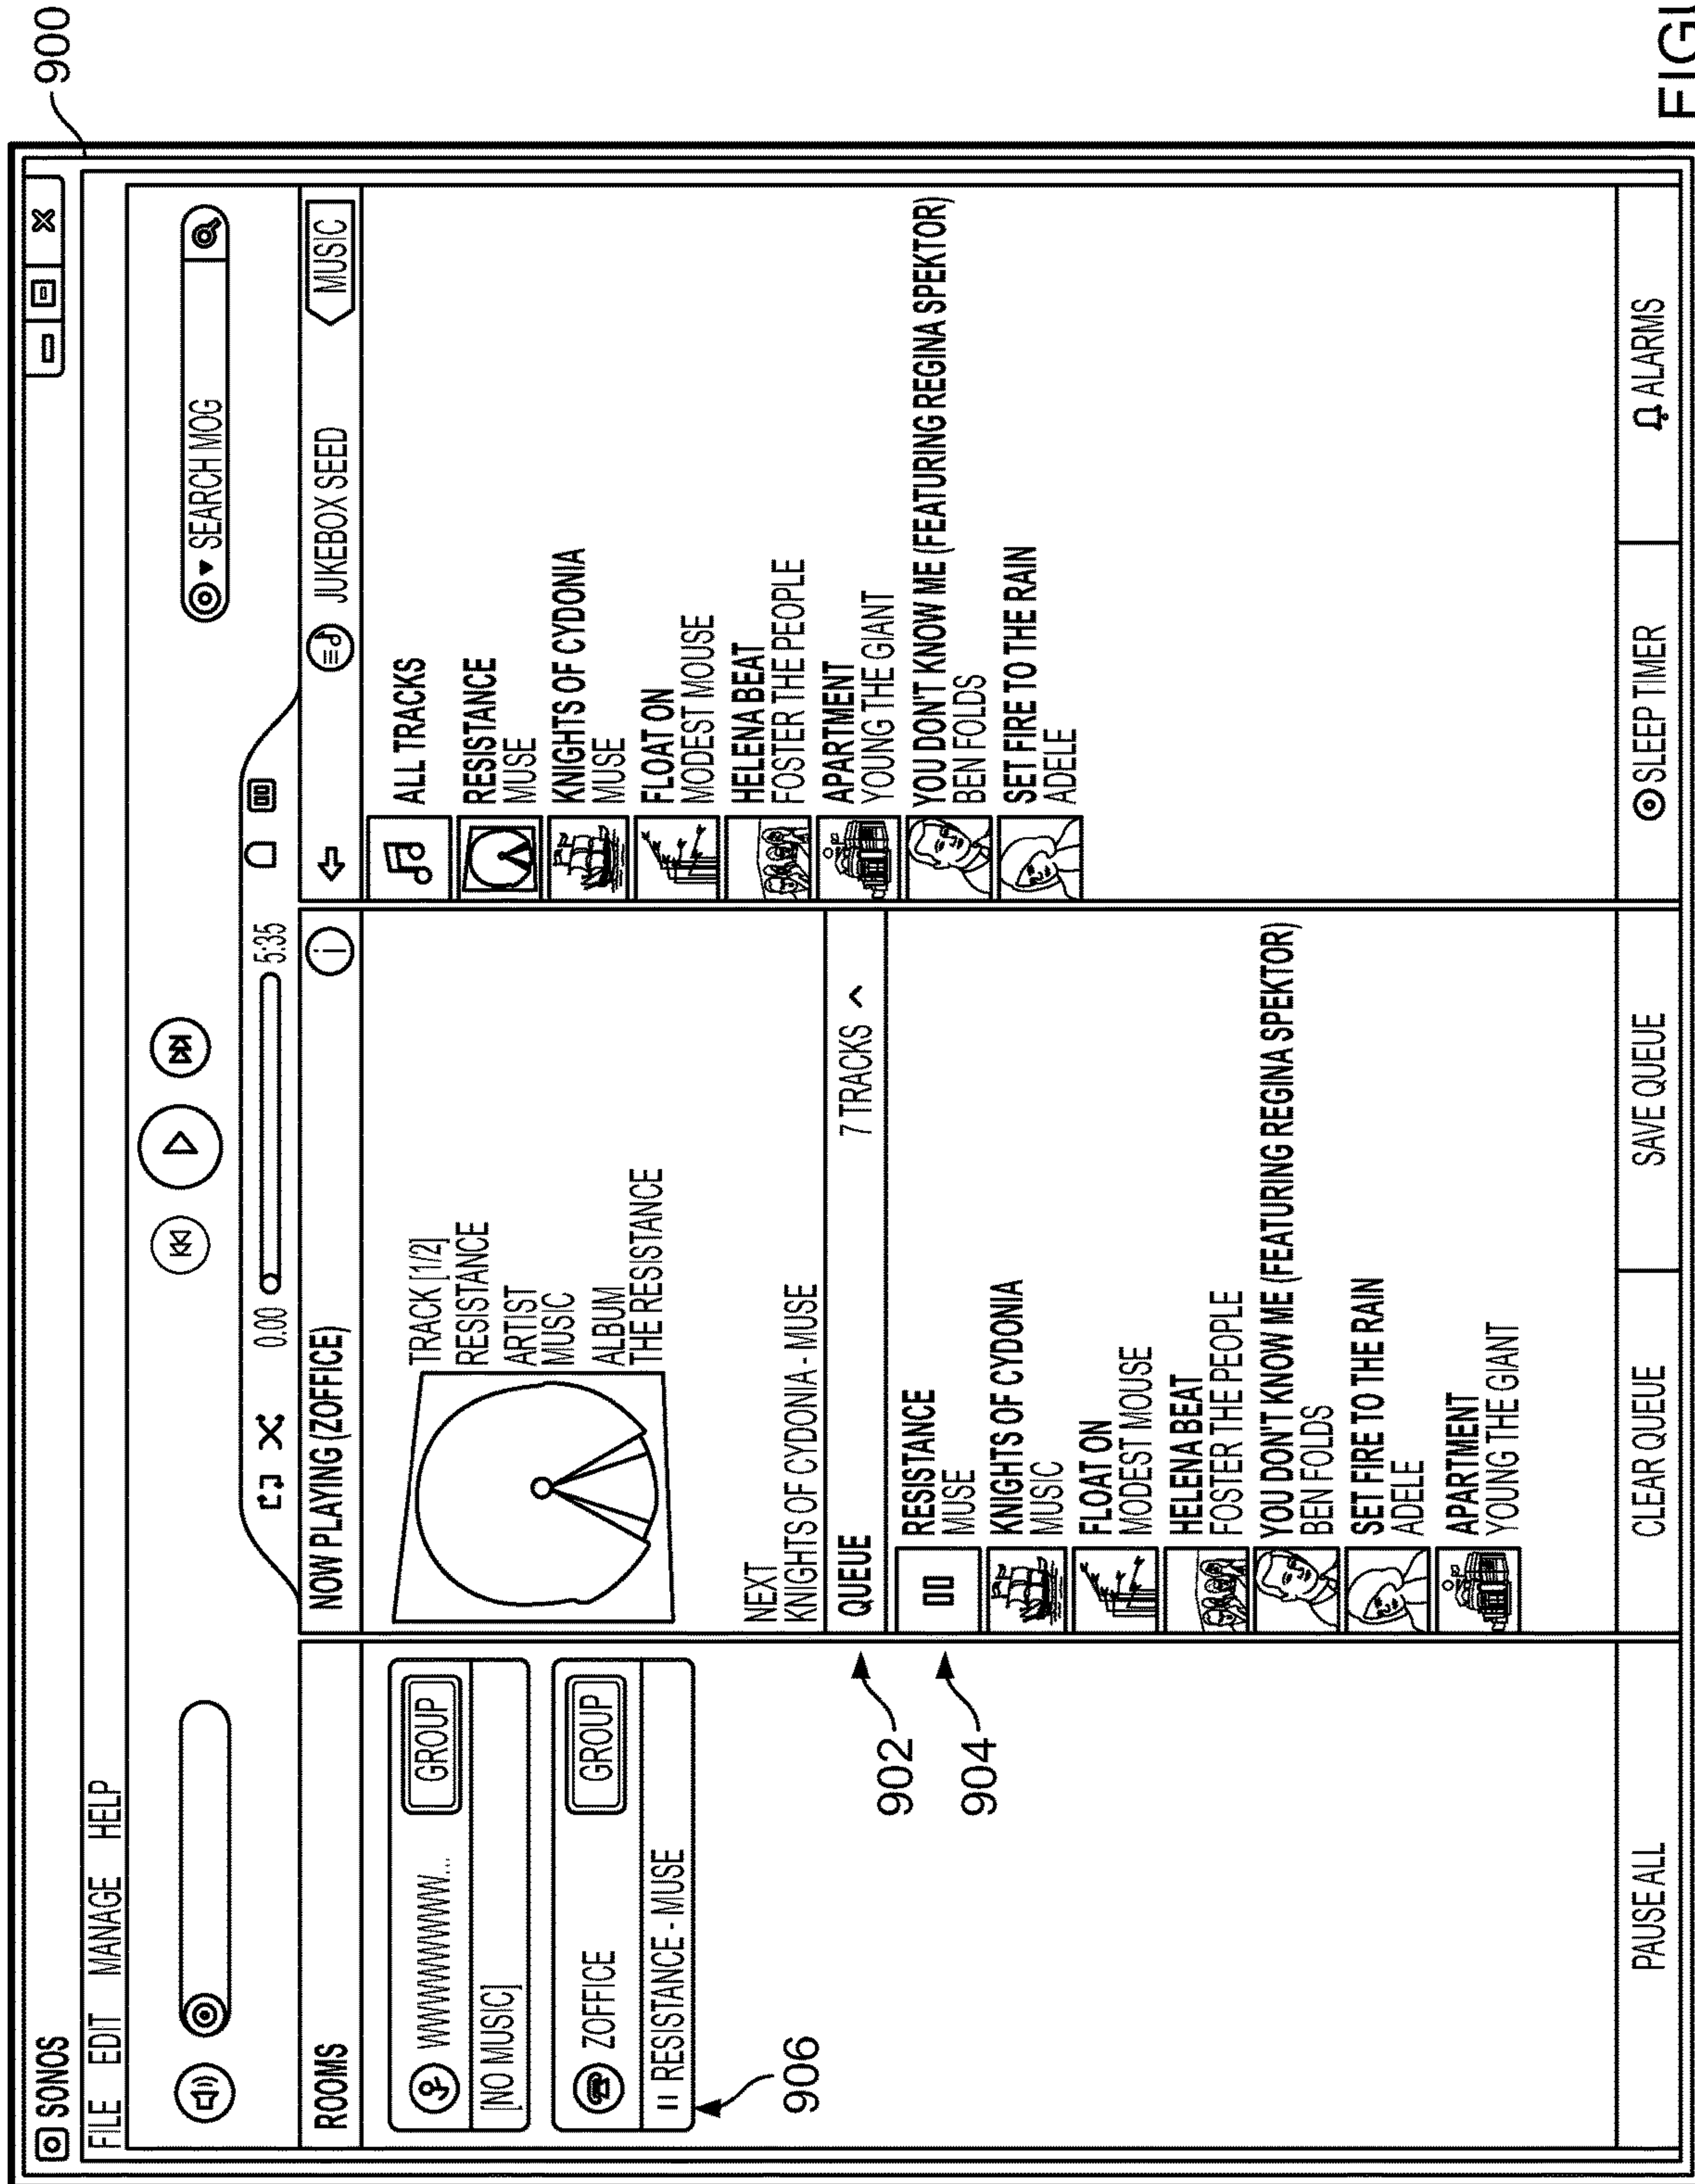 SONOS
FILE EDIT MANAGE HELP
SEARCH MOG
0.00 5:35
ROOMS
WWWWWWWW...
GROUP
[NO MUSIC]
ZOFFICE
GROUP
RESISTANCE - MUSE
906
PAUSE ALL
NOW PLAYING (ZOFFICE)
TRACK [1/2]
RESISTANCE
ARTIST
MUSIC
ALBUM
THE RESISTANCE
NEXT
KNIGHTS OF CYDONIA - MUSE
902
QUEUE 7 TRACKS
904
RESISTANCE
MUSE
KNIGHTS OF CYDONIA
MUSIC
FLOAT ON
MODEST MOUSE
HELENA BEAT
FOSTER THE PEOPLE
YOU DON'T KNOW ME (FEATURING REGINA SPEKTOR)
BEN FOLDS
SET FIRE TO THE RAIN
ADELE
APARTMENT
YOUNG THE GIANT
CLEAR QUEUE SAVE QUEUE
JUKEBOX SEED
MUSIC
ALL TRACKS
RESISTANCE
MUSE
KNIGHTS OF CYDONIA
MUSE
FLOAT ON
MODEST MOUSE
HELENA BEAT
FOSTER THE PEOPLE
APARTMENT
YOUNG THE GIANT
YOU DON'T KNOW ME (FEATURING REGINA SPEKTOR)
BEN FOLDS
SET FIRE TO THE RAIN
ADELE
SLEEP TIMER ALARMS
900